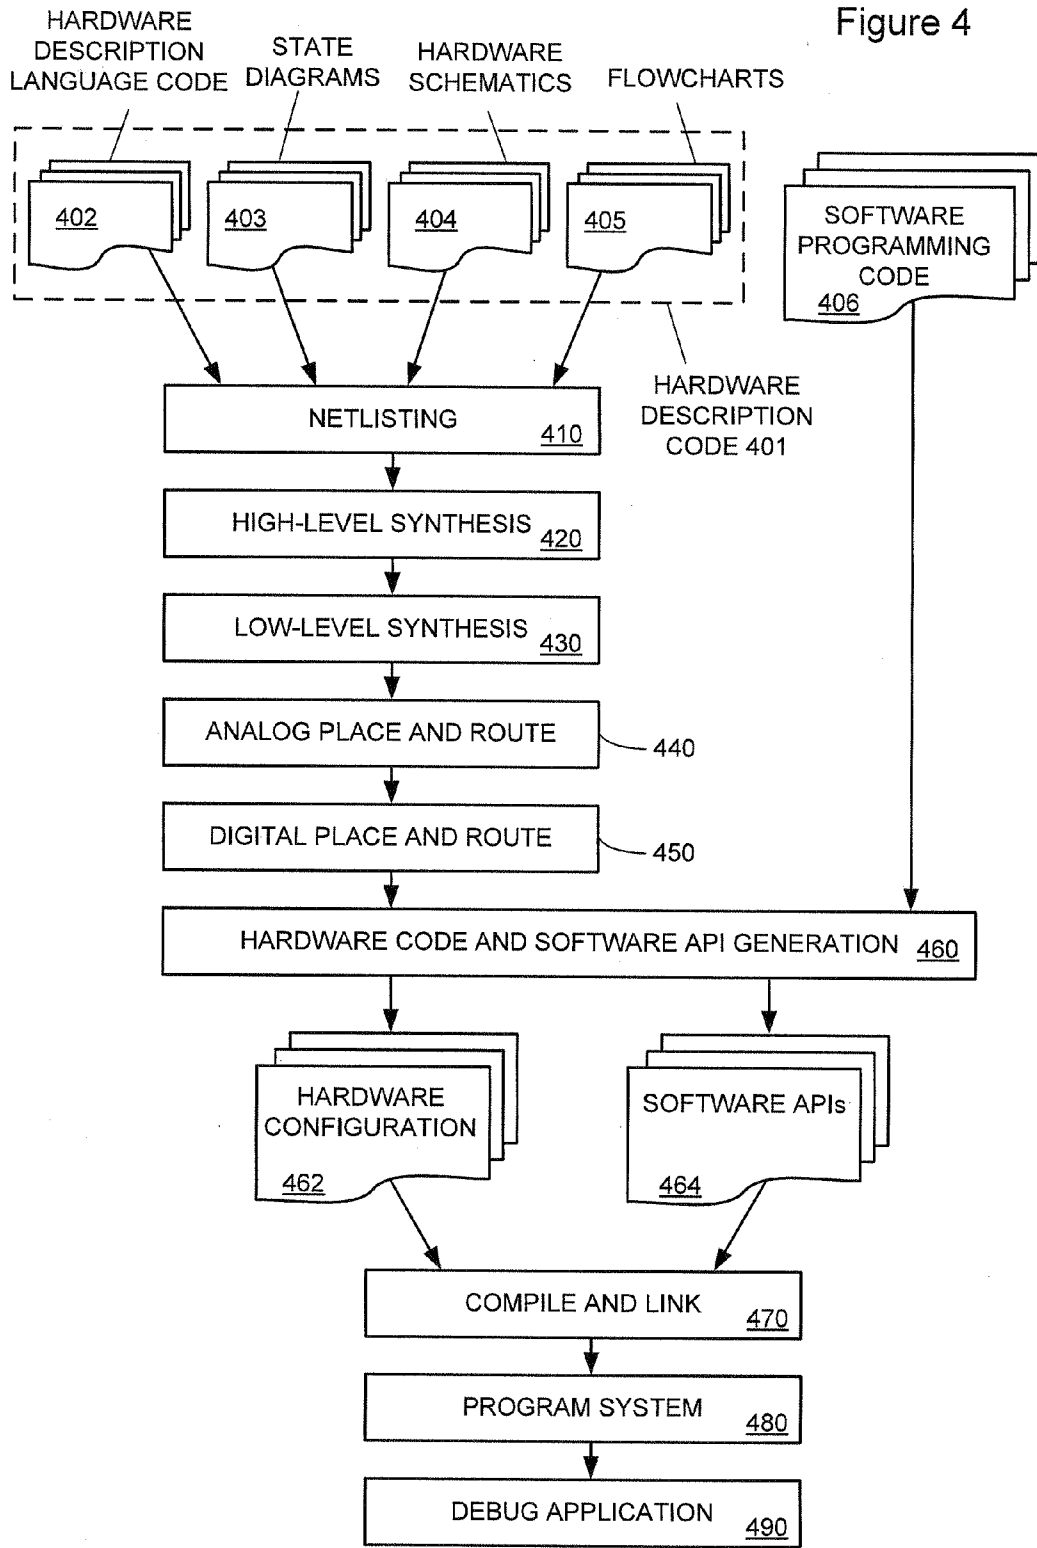 Figure 4
HARDWARE
DESCRIPTION
LANGUAGE CODE
STATE
DIAGRAMS
HARDWARE
SCHEMATICS
FLOWCHARTS
402
403
404
405
SOFTWARE
PROGRAMMING
CODE
406
HARDWARE
DESCRIPTION
CODE 401
NETLISTING
410
HIGH-LEVEL SYNTHESIS
420
LOW-LEVEL SYNTHESIS
430
ANALOG PLACE AND ROUTE
440
DIGITAL PLACE AND ROUTE
450
HARDWARE CODE AND SOFTWARE API GENERATION
460
HARDWARE
CONFIGURATION
462
SOFTWARE APIs
464
COMPILE AND LINK
470
PROGRAM SYSTEM
480
DEBUG APPLICATION
490